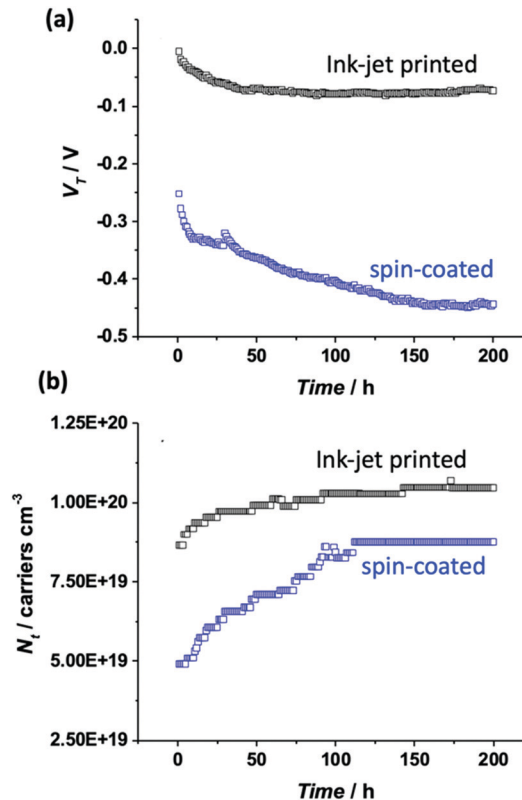 (a)
0.0
-0.1
-0.2
-0.3
-0.4
-0.5
V_T / V
Ink-jet printed
spin-coated
0 50 100 150 200
Time / h
(b)
1.25E+20
1.00E+20
7.50E+19
5.00E+19
2.50E+19
N_t / carriers cm⁻³
Ink-jet printed
spin-coated
0 50 100 150 200
Time / h